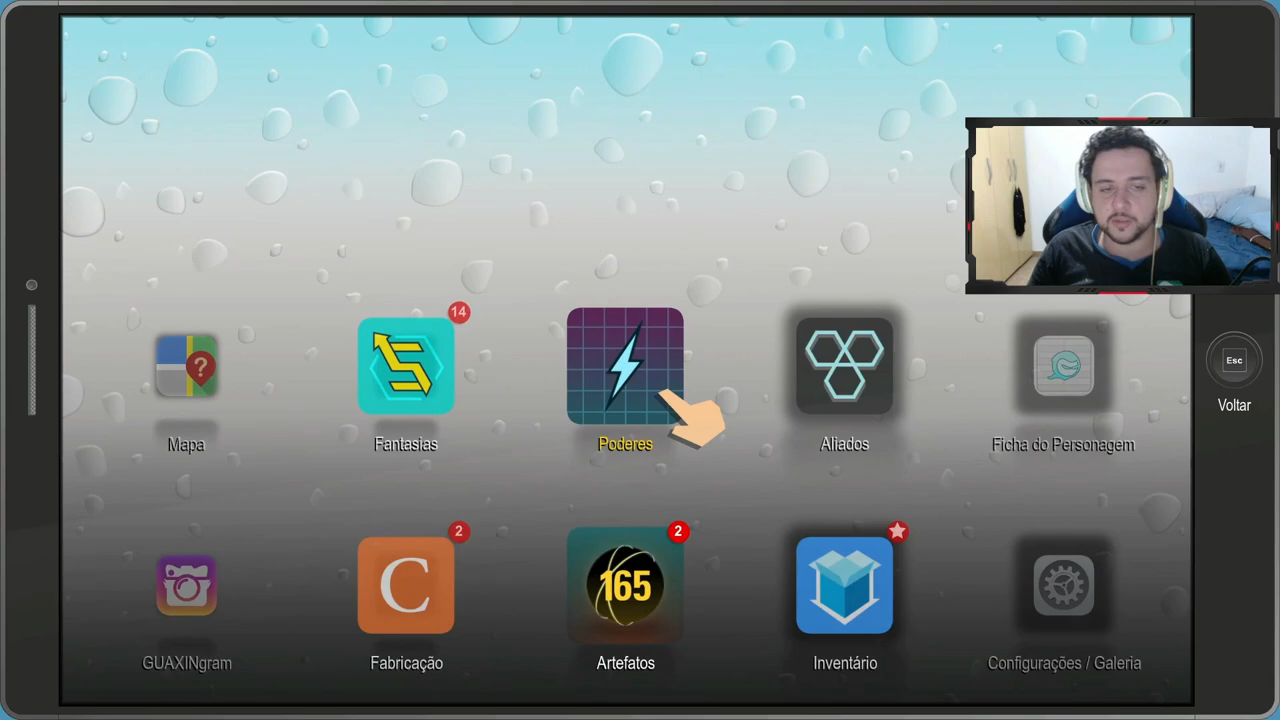 14
?
Mapa
Fantasias
Poderes
Aliados
Ficha do Personagem
Esc
Voltar
2
2
C
165
GUAXINgram
Fabricação
Artefatos
Inventário
Configurações / Galeria